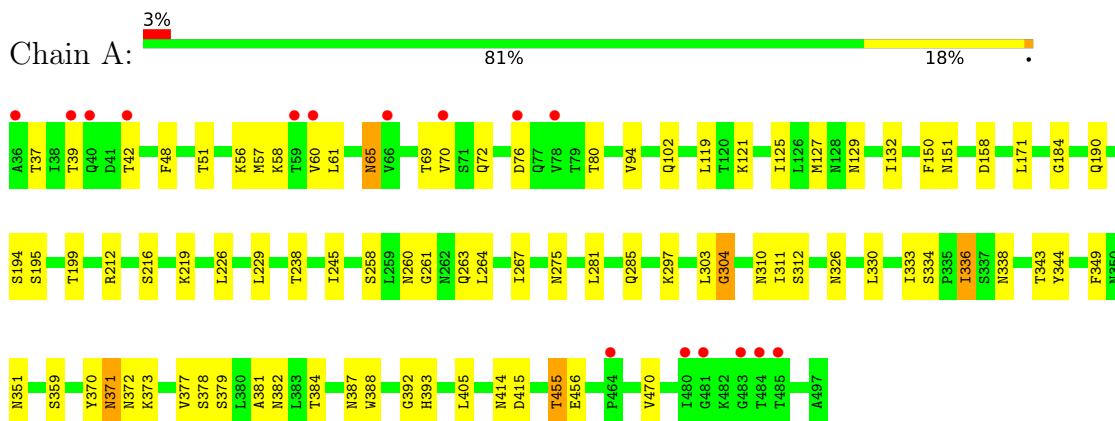 3%
Chain A:
81% 18% •
A36 T37 I38 T39 Q40 D41 T42 F48 T51 K56 M57 K58 T59 V60 L61 N65 V66 T69 V70 S71 Q72 D76 Q77 V78 T79 T80 V94 Q102 L119 T120 K121 I125 L126 M127 N128 N129 I132 F150 N151 D158 L171 G184 Q190
S194 S195 T199 R212 S216 K219 L226 L229 T238 I245 S258 L259 N260 G261 N262 Q263 L264 I267 N275 L281 Q285 K297 L303 G304 N310 I311 S312 N326 L330 I333 S334 P335 I336 S337 N338 T343 Y344 F349 N350
N351 S359 Y370 N371 N372 K373 V377 S378 S379 L380 A381 N382 L383 T384 N387 W388 G392 H393 L405 N414 D415 T455 E456 P464 V470 I480 G481 K482 G483 T484 T485 A497